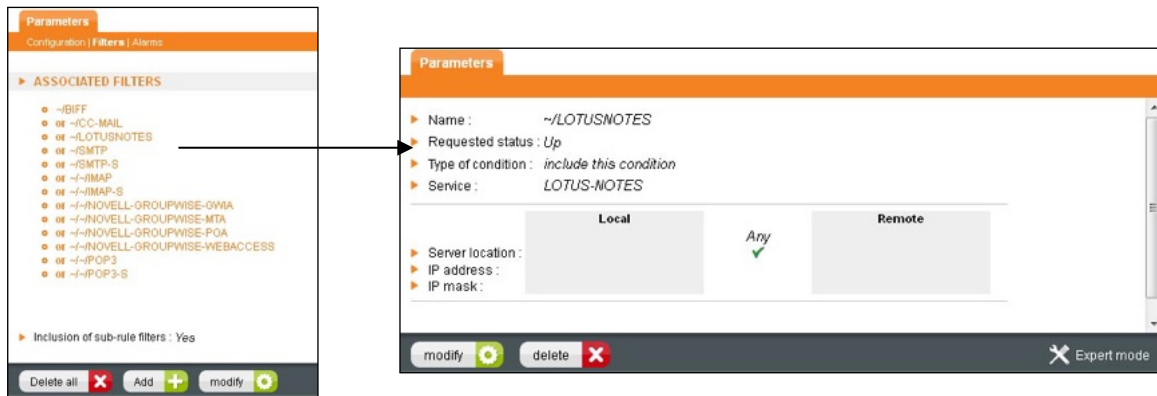 Parameters
Configuration | Filters | Alarms
ASSOCIATED FILTERS
~/BIFF
or ~/CC-MAIL
or ~/LOTUSNOTES
or ~/SMTP
or ~/SMTP-S
or ~/~/IMAP
or ~/~/IMAP-S
or ~/~/NOVELL-GROUPWISE-GWIA
or ~/~/NOVELL-GROUPWISE-MTA
or ~/~/NOVELL-GROUPWISE-POA
or ~/~/NOVELL-GROUPWISE-WEBACCESS
or ~/~/POP3
or ~/~/POP3-S
Inclusion of sub-rule filters : Yes
Delete all Add modify
Parameters
Name : ~/LOTUSNOTES
Requested status : Up
Type of condition : include this condition
Service : LOTUS-NOTES
Local Remote
Any
Server location :
IP address :
IP mask :
modify delete Expert mode